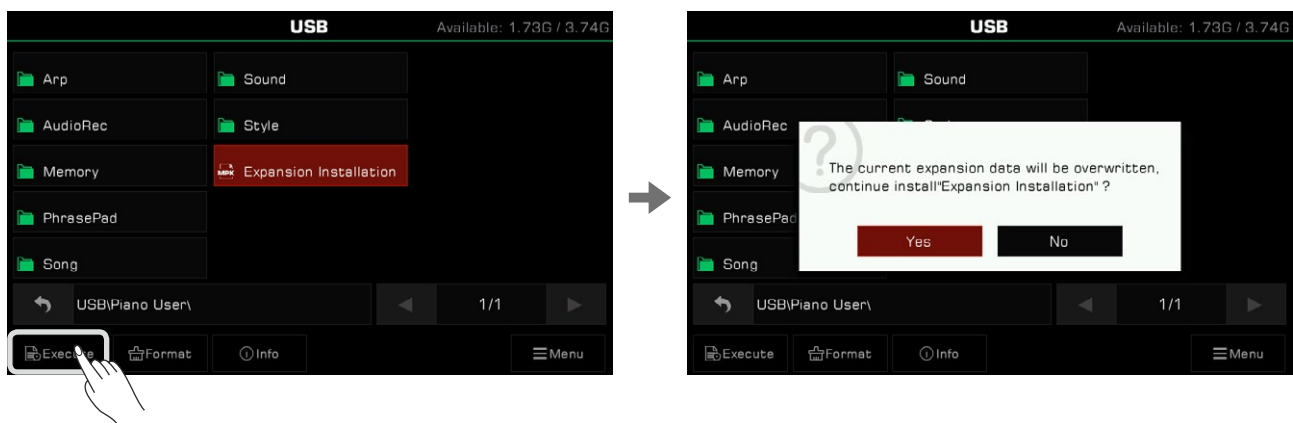 USB
Available: 1.73G / 3.74G
Arp
Sound
AudioRec
Style
Memory
MPK
Expansion Installation
PhrasePad
Song
USB\Piano User\
1/1
Execute
Format
Info
Menu
USB
Available: 1.73G / 3.74G
Arp
Sound
AudioRec
Memory
PhrasePad
Song
The current expansion data will be overwritten,
continue install"Expansion Installation" ?
Yes
No
USB\Piano User\
1/1
Execute
Format
Info
Menu